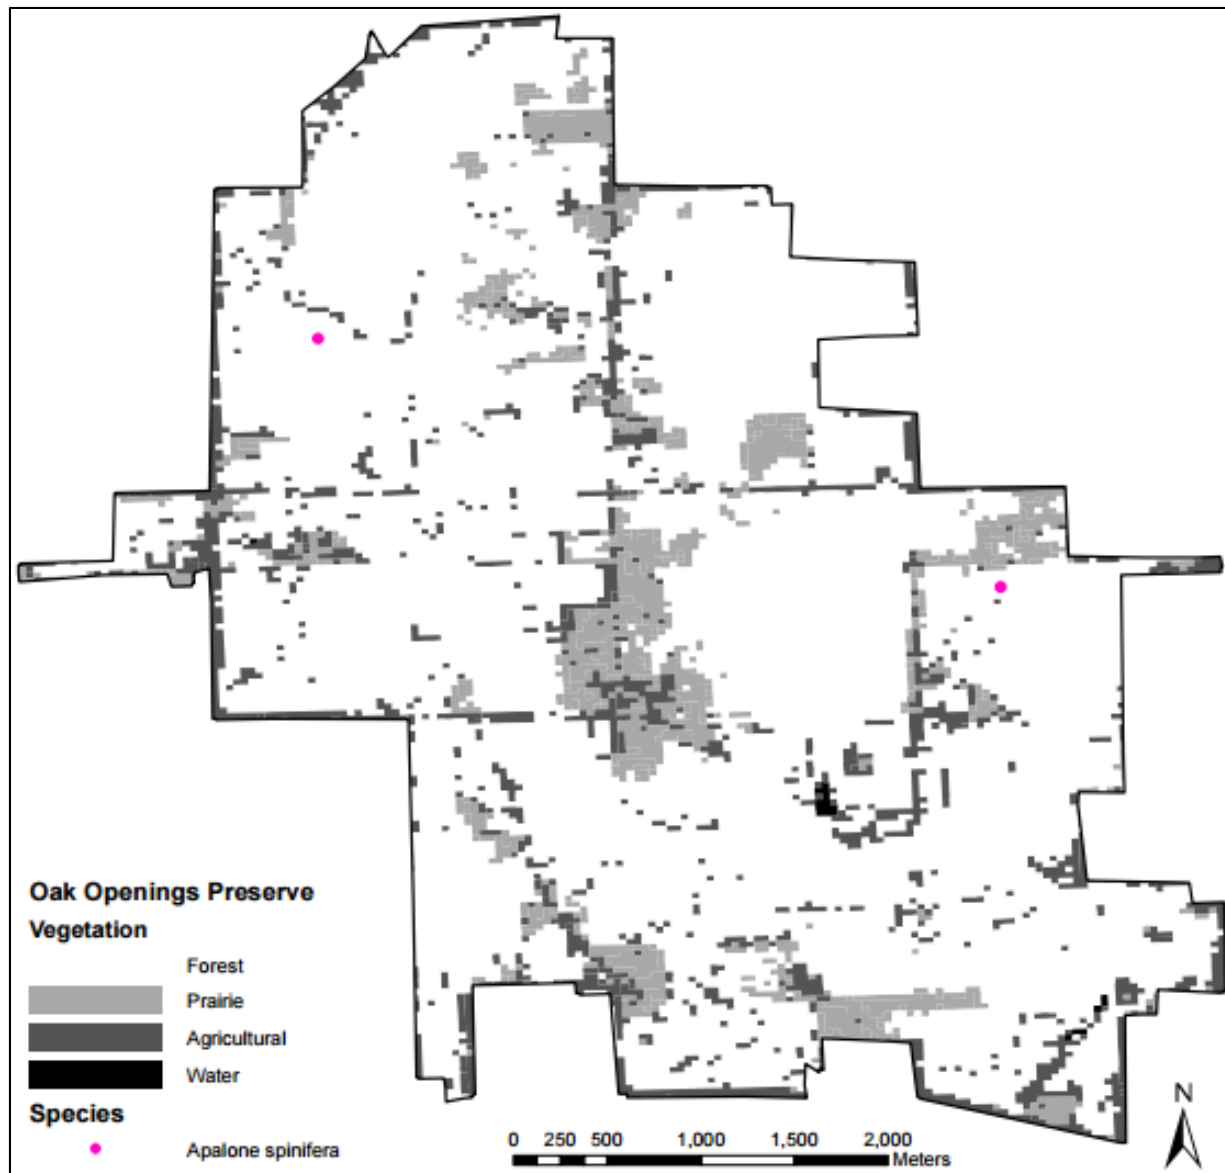 Oak Openings Preserve
Vegetation
Forest
Prairie
Agricultural
Water
Species
Apalone spinifera
0 250 500 1,000 1,500 2,000
Meters
N